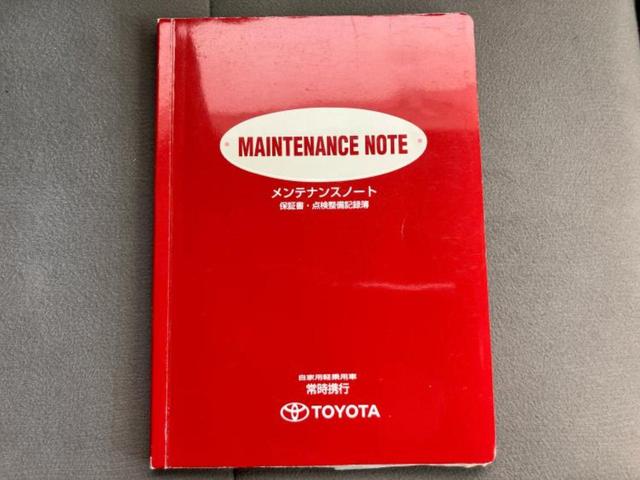 MAINTENANCE NOTE
メンテナンスノート
保証書・点検整備記録簿
自家用軽乗用車
常時携行
TOYOTA